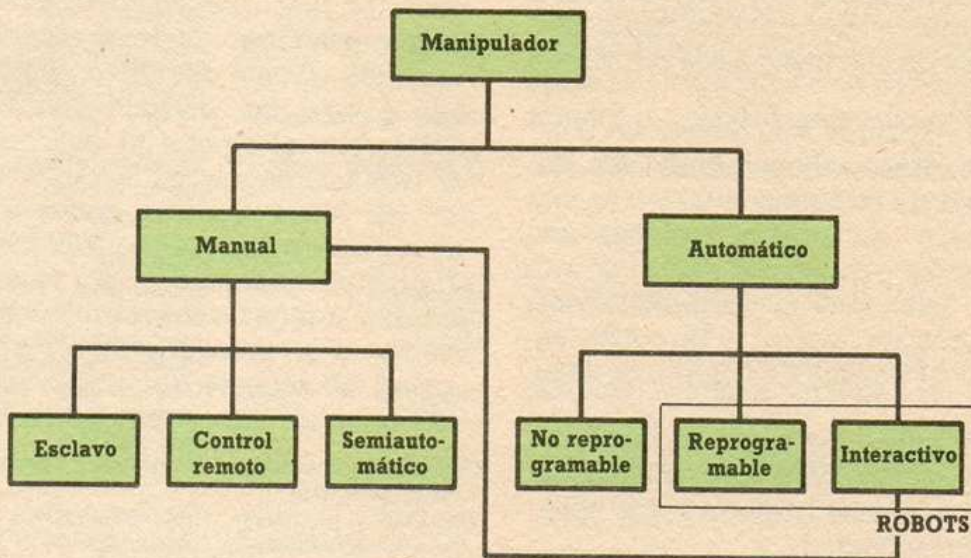 Manipulador
Manual
Automático
Esclavo
Control
remoto
Semiauto-
mático
No repro-
gramable
Reprogra-
mable
Interactivo
ROBOTS